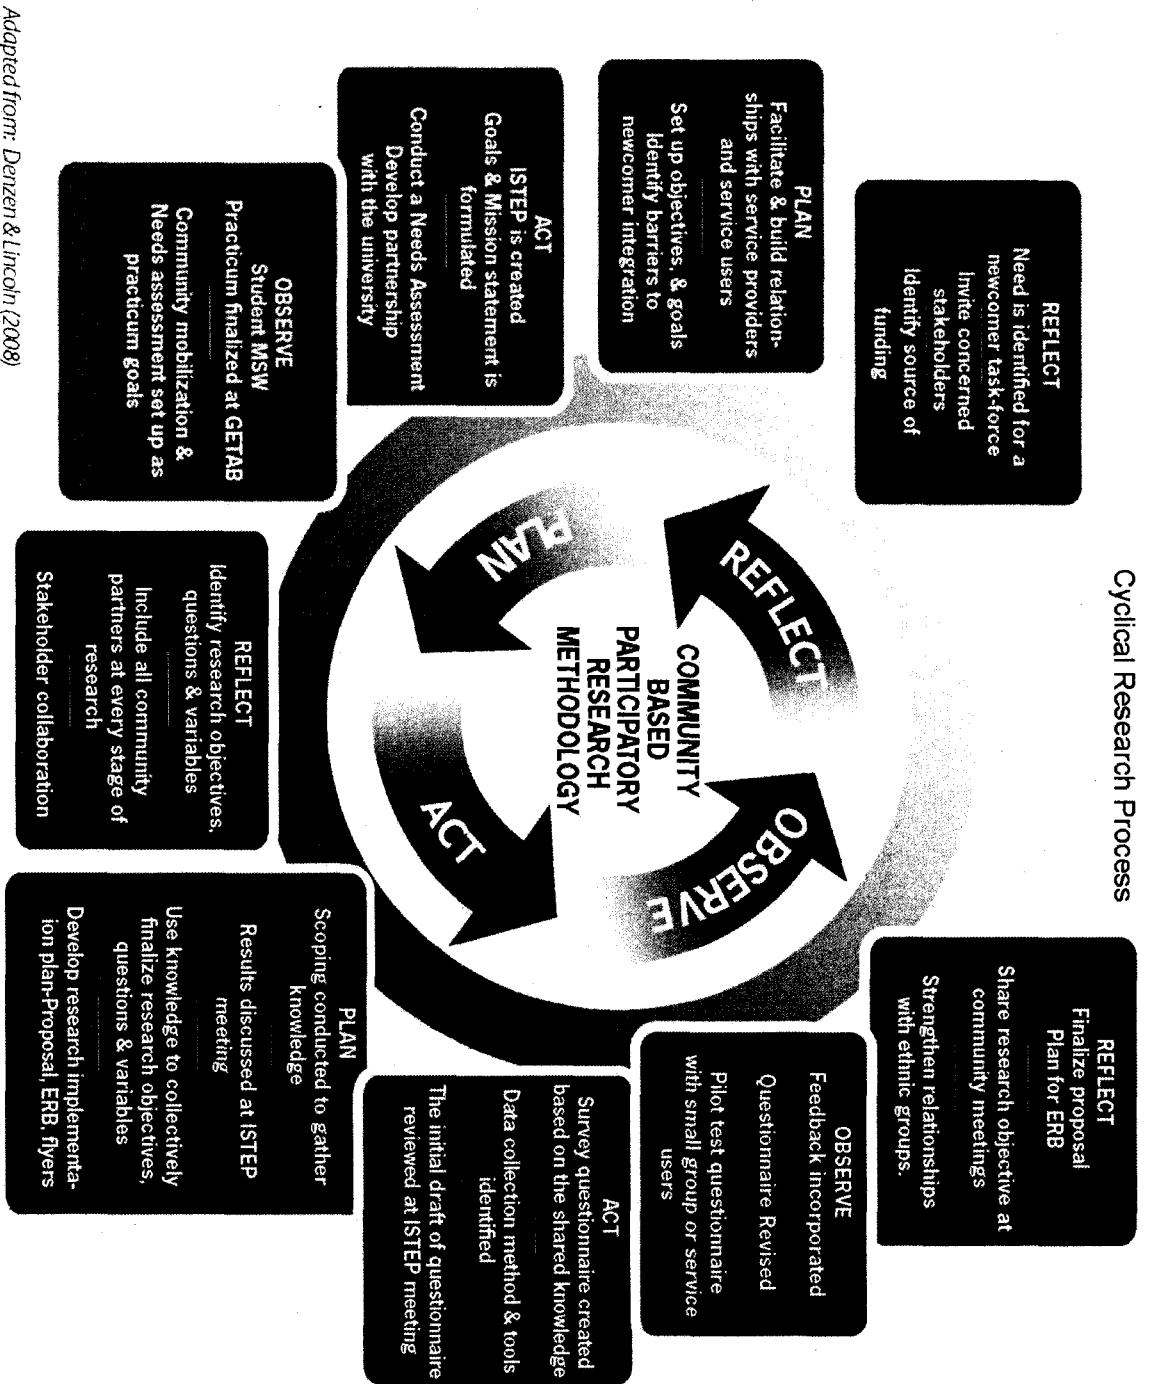 Cyclical Research Process
REFLECT
Need is identified for a
newcomer task-force
Invite concerned
stakeholders
Identify source of
funding
PLAN
Facilitate & build relation-
ships with service providers
and service users
Set up objectives, & goals
Identify barriers to
newcomer integration
ACT
ISTEP is created
Goals & Mission statement is
formulated
Conduct a Needs Assessment
Develop partnership
with the university
OBSERVE
Student MSW
Practicum finalized at GETAB
Community mobilization &
Needs assessment set up as
practicum goals
REFLECT
Identify research objectives,
questions & variables
Include all community
partners at every stage of
research
Stakeholder collaboration
PLAN
Scoping conducted to gather
knowledge
Results discussed at ISTEP
meeting
Use knowledge to collectively
finalize research objectives,
questions & variables
Develop research implementa-
ion plan-Proposal, ERB, flyers
ACT
Survey questionnaire created
based on the shared knowledge
Data collection method & tools
identified
The initial draft of questionnaire
reviewed at ISTEP meeting
OBSERVE
Feedback incorporated
Questionnaire Revised
Pilot test questionnaire
with small group or service
users
REFLECT
Finalize proposal
Plan for ERB
Share research objective at
community meetings
Strengthen relationships
with ethnic groups.
REFLECT
PLAN
ACT
OBSERVE
COMMUNITY
BASED
PARTICIPATORY
RESEARCH
METHODOLOGY
Adapted from: Denzen & Lincoln (2008)